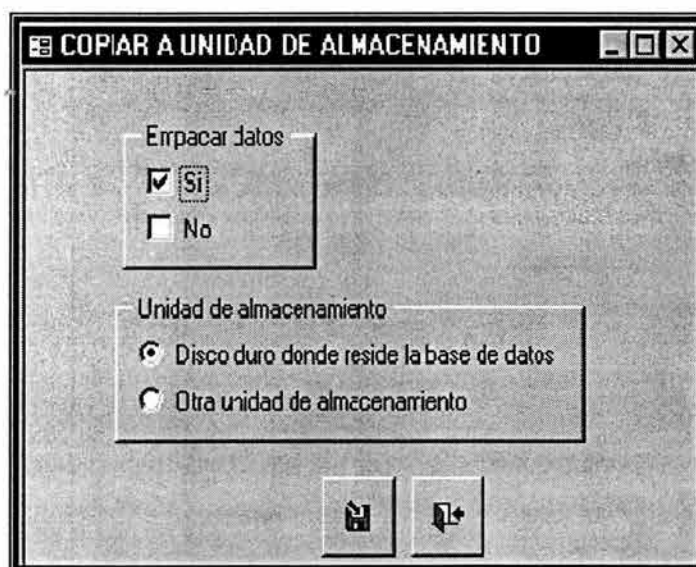 COPIAR A UNIDAD DE ALMACENAMIENTO
Empacar datos
Si
No
Unidad de almacenamiento
Disco duro donde reside la base de datos
Otra unidad de almacenamiento